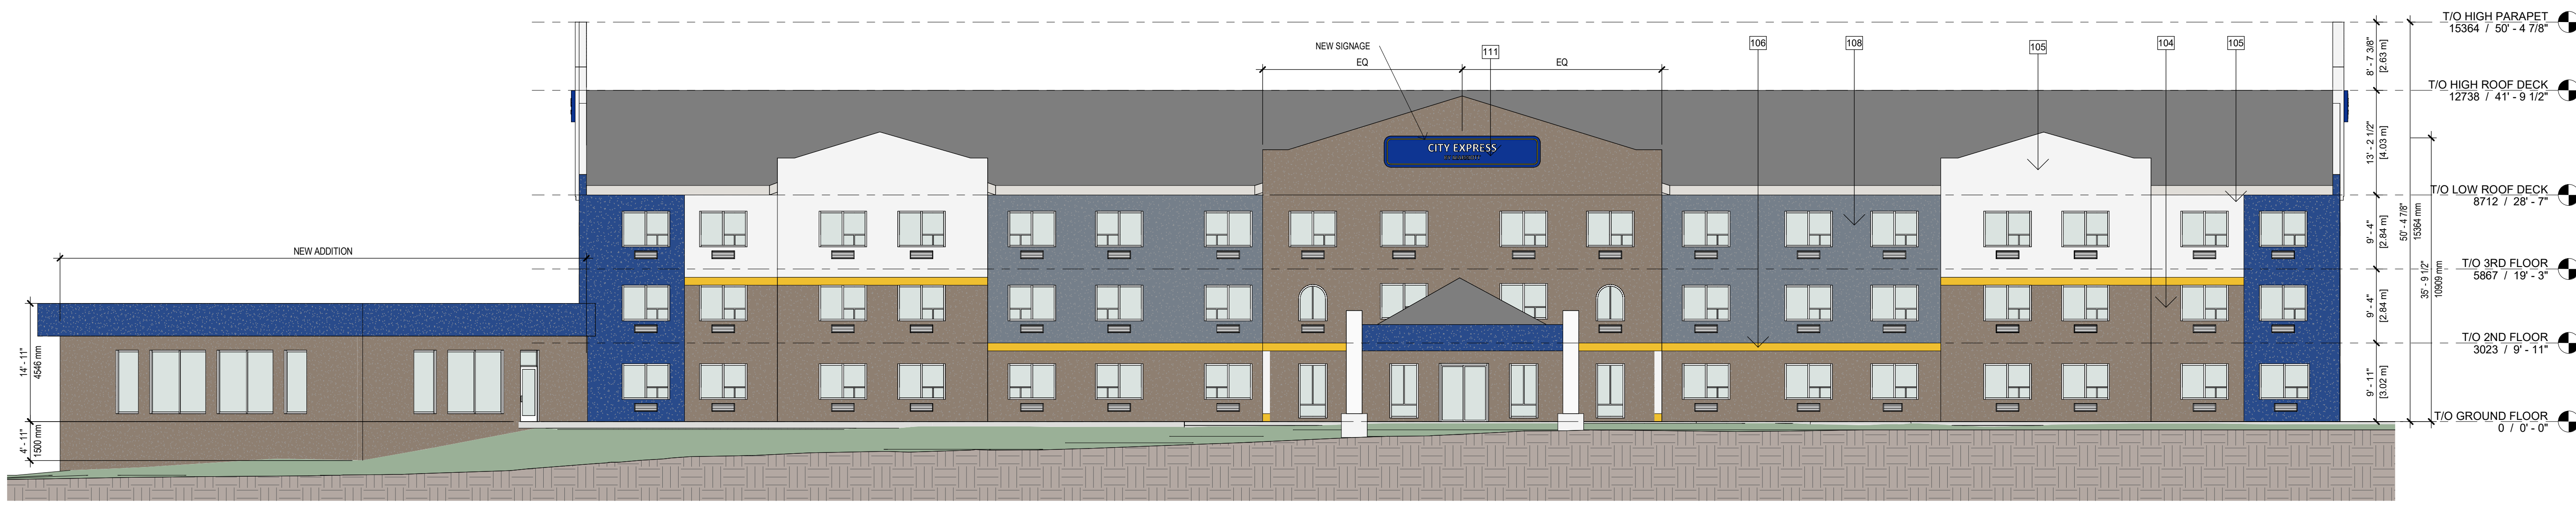 T/O HIGH PARAPET
15364 / 50' - 4 7/8"
NEW SIGNAGE
111
106
108
105
104
105
EQ
EQ
8' - 7 3/8"
[2.63 m]
T/O HIGH ROOF DECK
12738 / 41' - 9 1/2"
CITY EXPRESS
13' - 2 1/2"
[4.03 m]
T/O LOW ROOF DECK
8712 / 28' - 7"
NEW ADDITION
9' - 4"
[2.84 m]
50' - 4 7/8"
15364 mm
T/O 3RD FLOOR
5867 / 19' - 3"
35' - 9 1/2"
10909 mm
9' - 4"
[2.84 m]
T/O 2ND FLOOR
3023 / 9' - 11"
14' - 11"
4546 mm
9' - 11"
[3.02 m]
T/O GROUND FLOOR
0 / 0' - 0"
4' - 11"
1500 mm